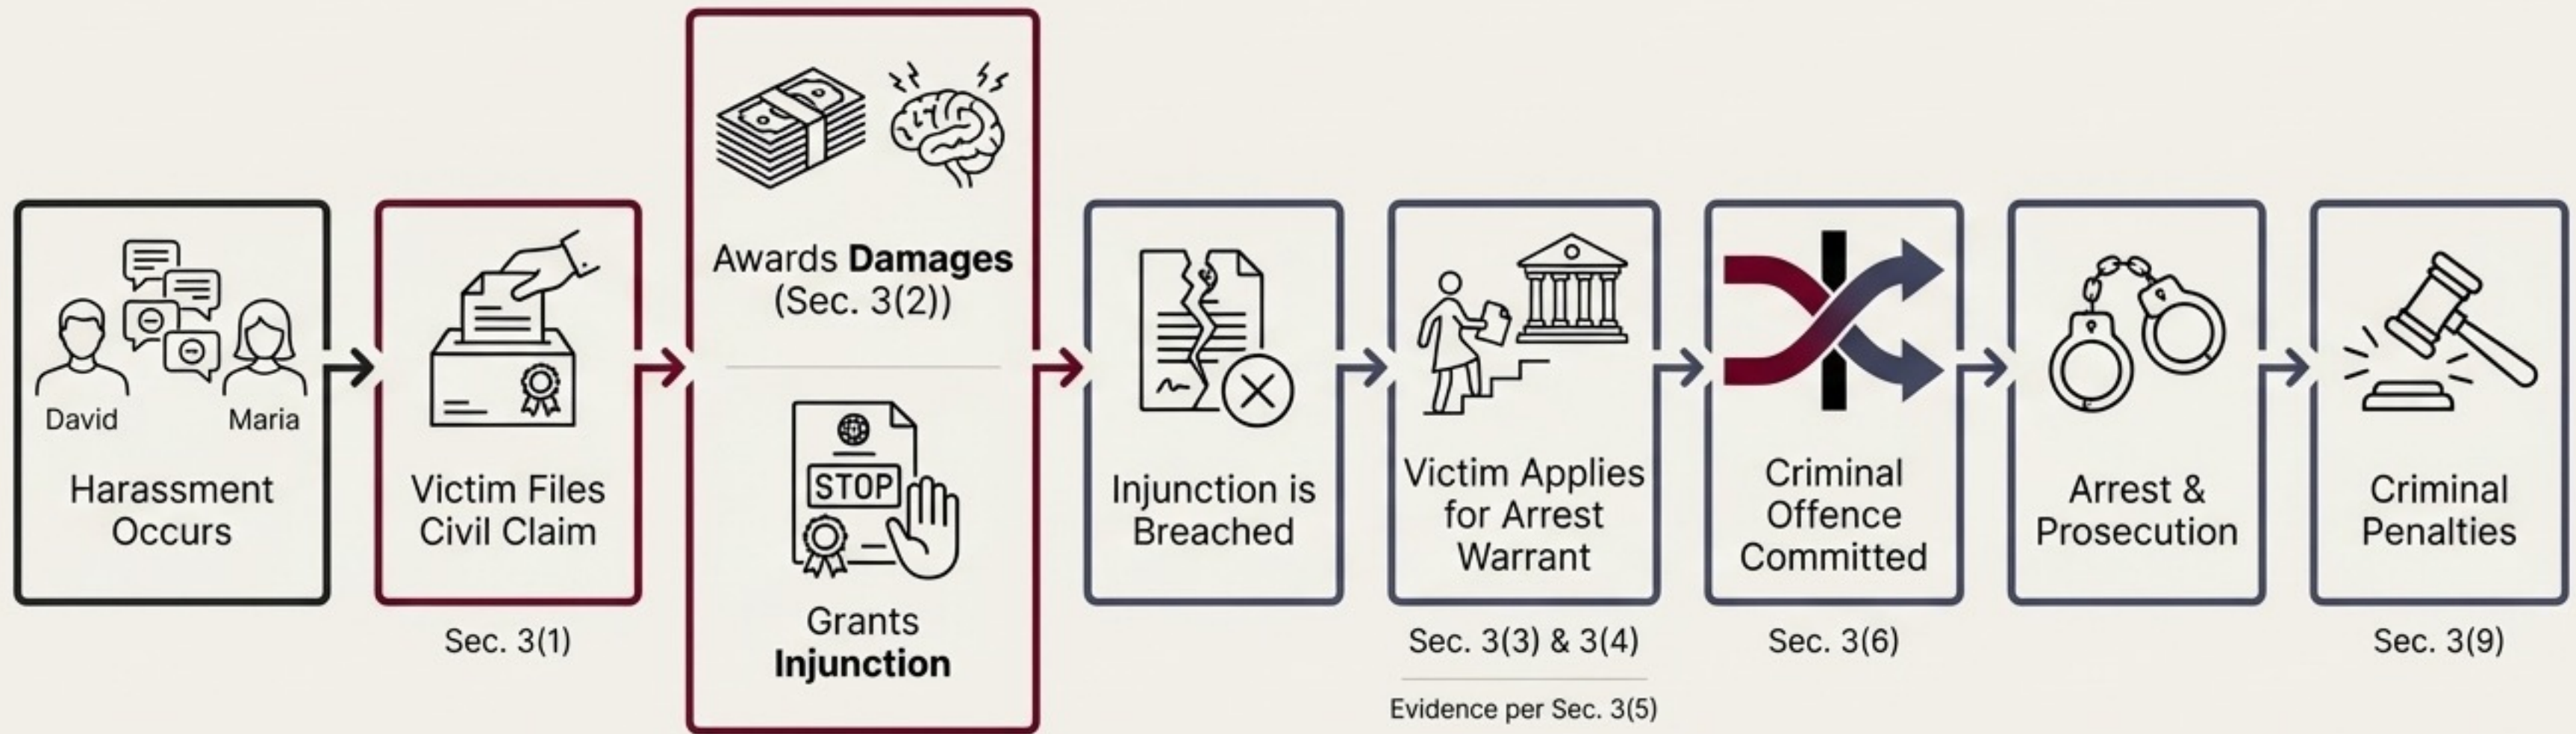 David
Maria
Harassment
Occurs
Victim Files
Civil Claim
Sec. 3(1)
Awards Damages
(Sec. 3(2))
STOP
Grants
Injunction
Injunction is
Breached
Victim Applies
for Arrest
Warrant
Sec. 3(3) & 3(4)
Evidence per Sec. 3(5)
Criminal
Offence
Committed
Sec. 3(6)
Arrest &
Prosecution
Criminal
Penalties
Sec. 3(9)